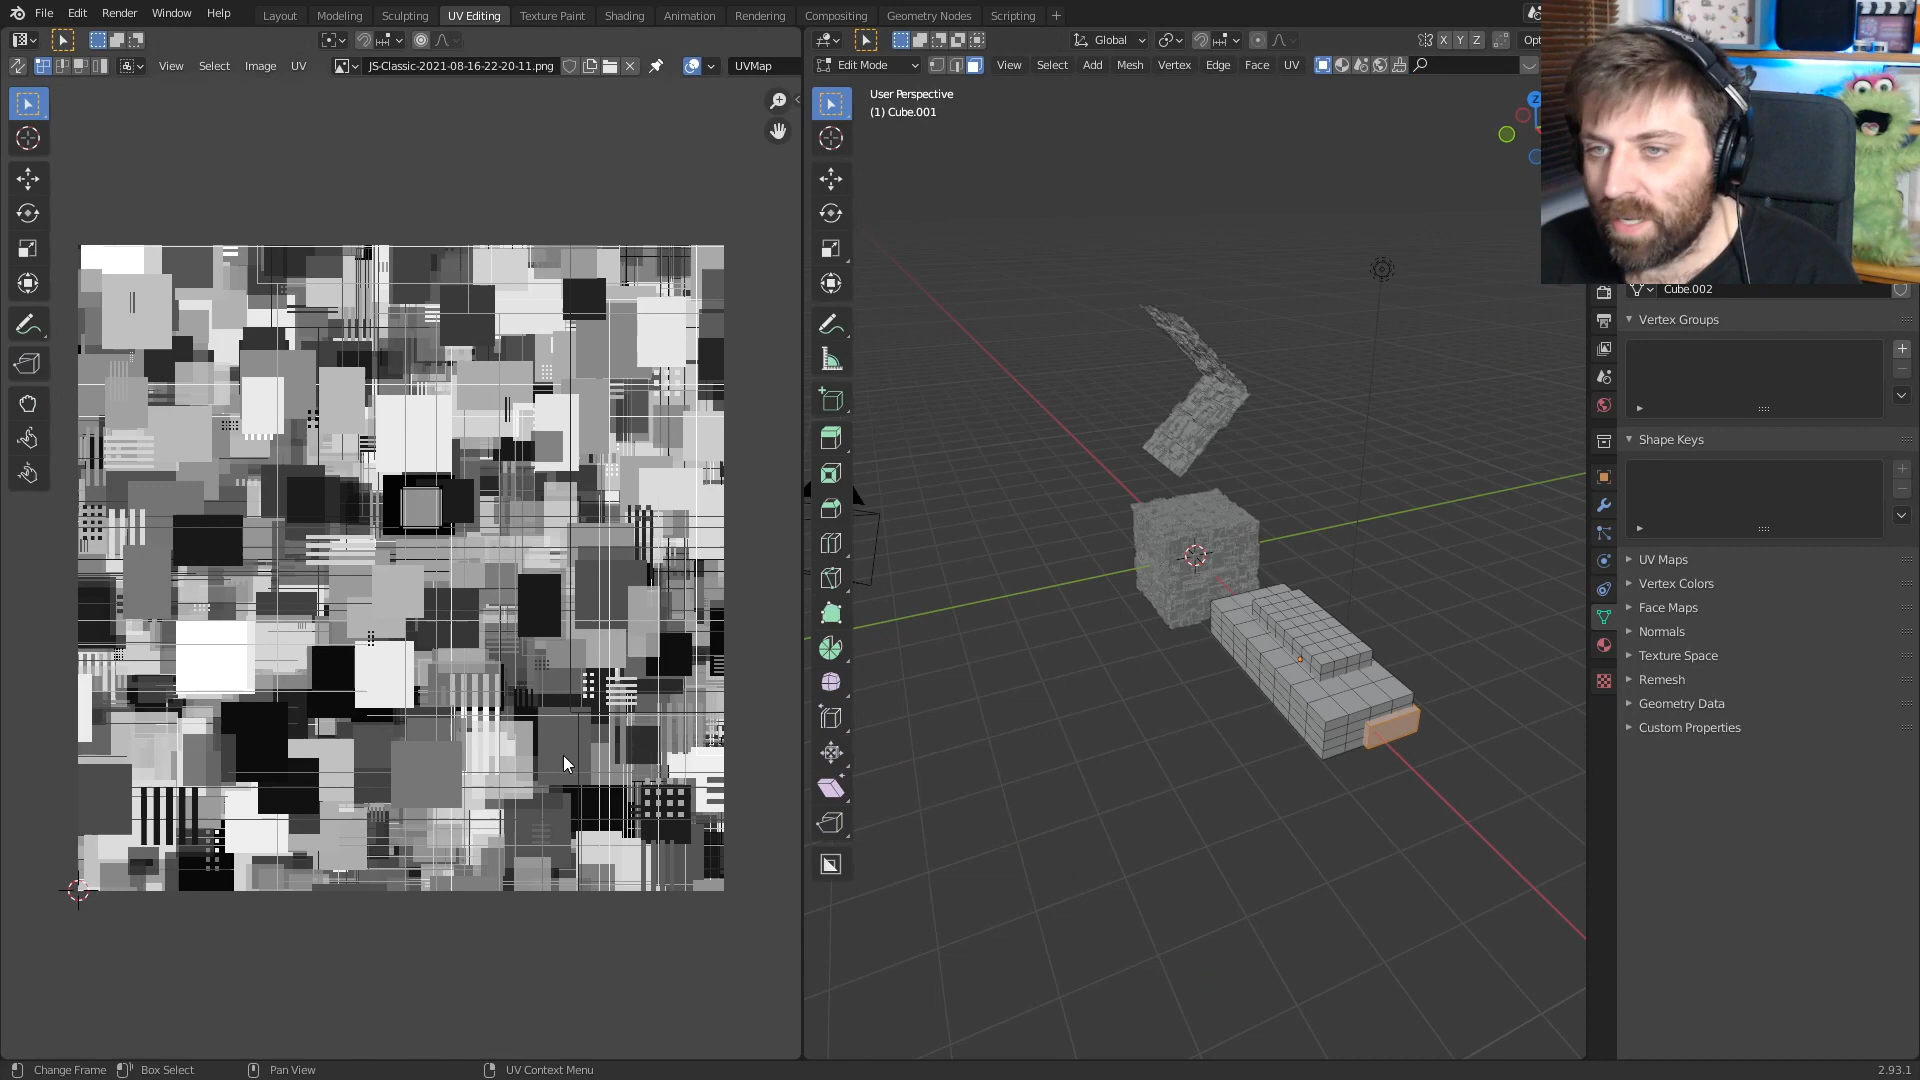 File Edit Render Window Help
Layout Modeling Sculpting UV Editing Texture Paint Shading Animation Rendering Compositing Geometry Nodes Scripting +
Global X Y Z Opt
View Select Image UV JS-Classic-2021-08-16-22-20-11.png UVMap
Edit Mode View Select Add Mesh Vertex Edge Face UV
User Perspective
(1) Cube.001
Z
Cube.002
Vertex Groups
Shape Keys
UV Maps
Vertex Colors
Face Maps
Normals
Texture Space
Remesh
Geometry Data
Custom Properties
Change Frame Box Select Pan View UV Context Menu 2.93.1